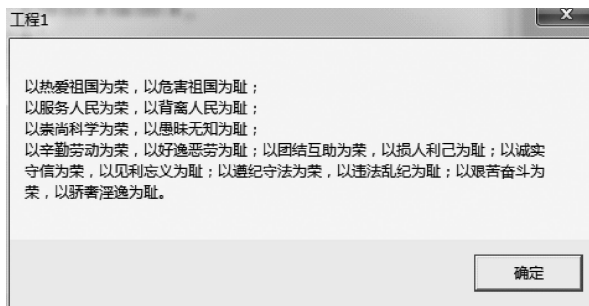 工程1
以热爱祖国为荣，以危害祖国为耻；
以服务人民为荣，以背离人民为耻；
以崇尚科学为荣，以愚昧无知为耻；
以辛勤劳动为荣，以好逸恶劳为耻；以团结互助为荣，以损人利己为耻；以诚实
守信为荣，以见利忘义为耻；以遵纪守法为荣，以违法乱纪为耻；以艰苦奋斗为
荣，以骄奢淫逸为耻。
确定